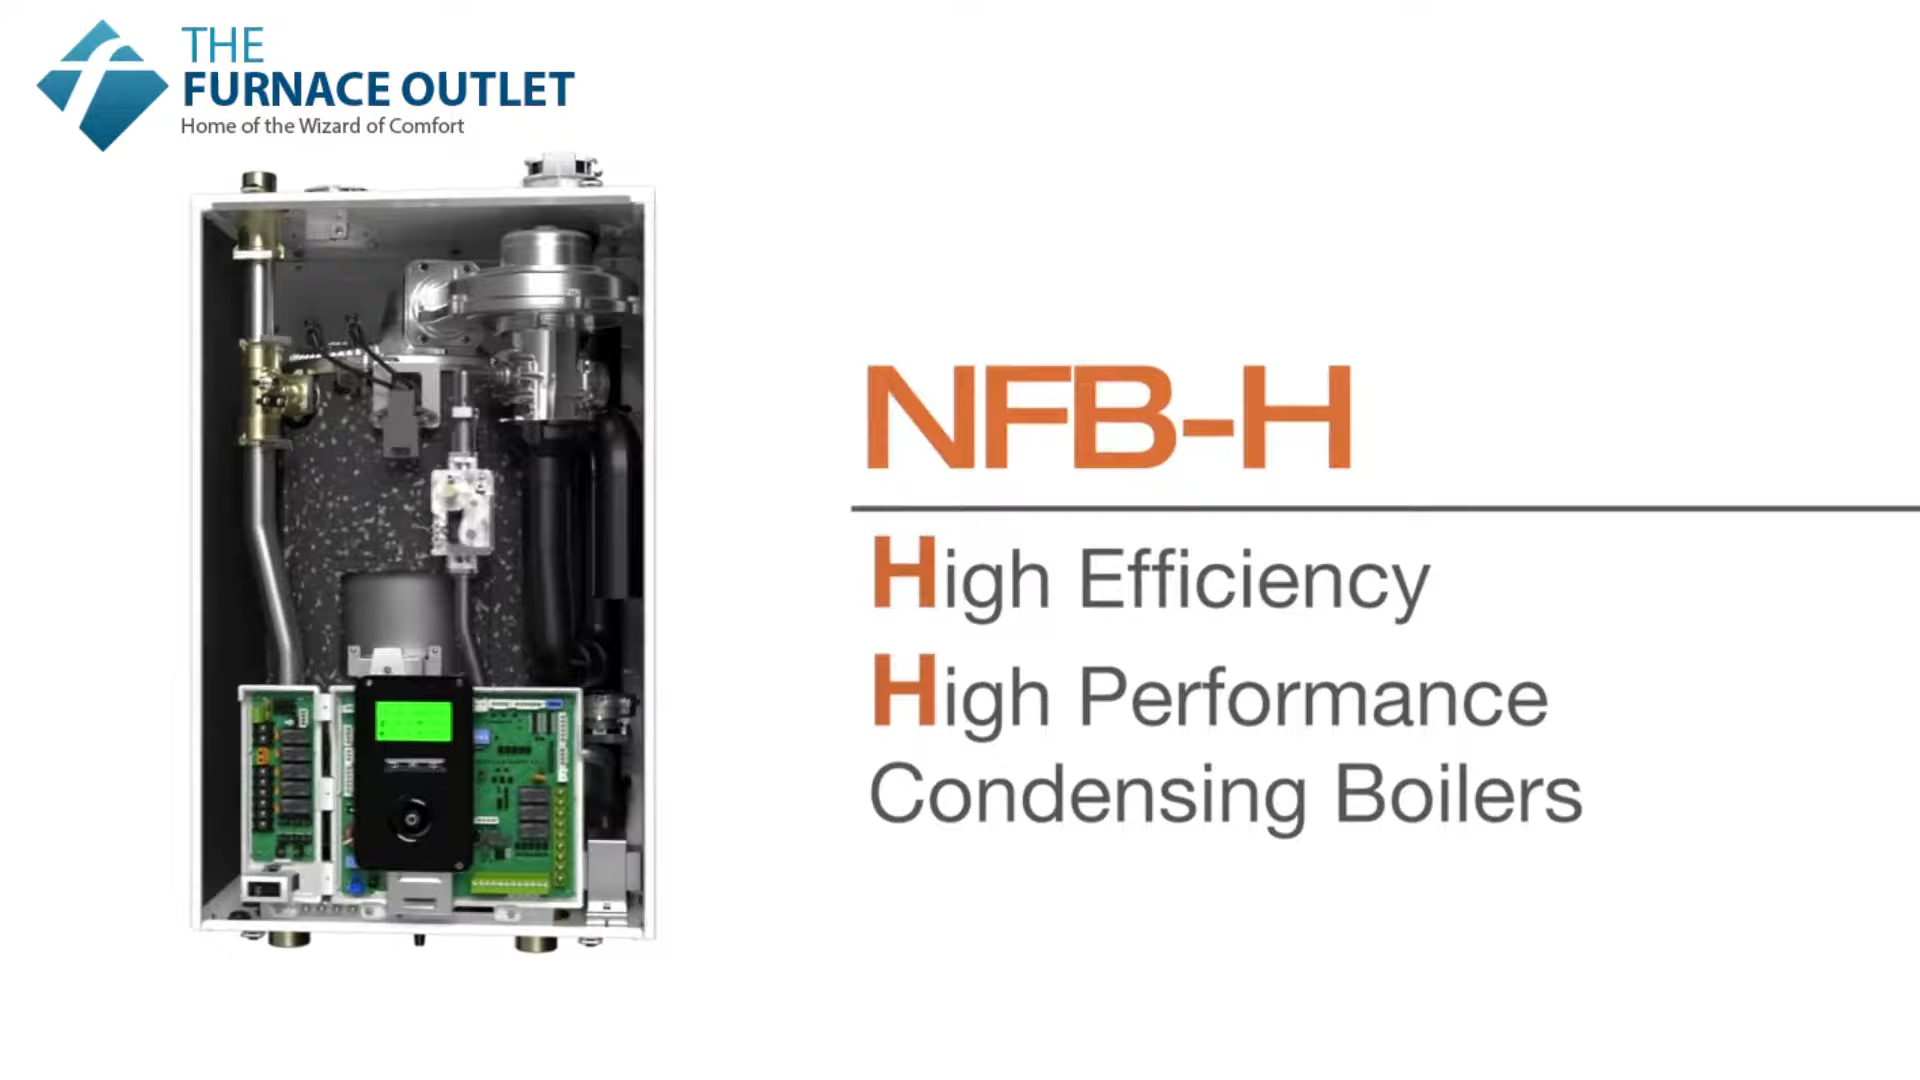 THE
FURNACE OUTLET
Home of the Wizard of Comfort
NFB-H
High Efficiency
High Performance
Condensing Boilers